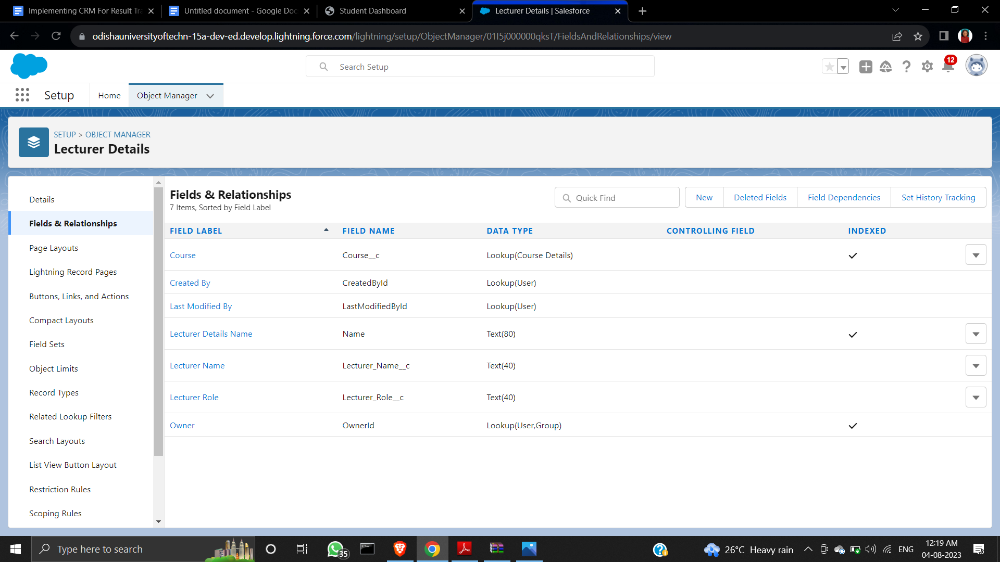 Implementing CRM For Result Tra
Untitled document - Google Doc
Student Dashboard
Lecturer Details | Salesforce
odishauniversityoftechn-15a-dev-ed.develop.lightning.force.com/lightning/setup/ObjectManager/01I5j000000qksT/FieldsAndRelationships/view
Search Setup
12
Setup
Home
Object Manager
SETUP > OBJECT MANAGER
Lecturer Details
Details
Fields & Relationships
Page Layouts
Lightning Record Pages
Buttons, Links, and Actions
Compact Layouts
Field Sets
Object Limits
Record Types
Related Lookup Filters
Search Layouts
List View Button Layout
Restriction Rules
Scoping Rules
Fields & Relationships
7 Items, Sorted by Field Label
Quick Find
New
Deleted Fields
Field Dependencies
Set History Tracking
FIELD LABEL FIELD NAME DATA TYPE CONTROLLING FIELD INDEXED
Course Course__c Lookup(Course Details)
Created By CreatedById Lookup(User)
Last Modified By LastModifiedById Lookup(User)
Lecturer Details Name Name Text(80)
Lecturer Name Lecturer_Name__c Text(40)
Lecturer Role Lecturer_Role__c Text(40)
Owner OwnerId Lookup(User,Group)
Type here to search
35
26°C Heavy rain
ENG
12:19 AM
04-08-2023